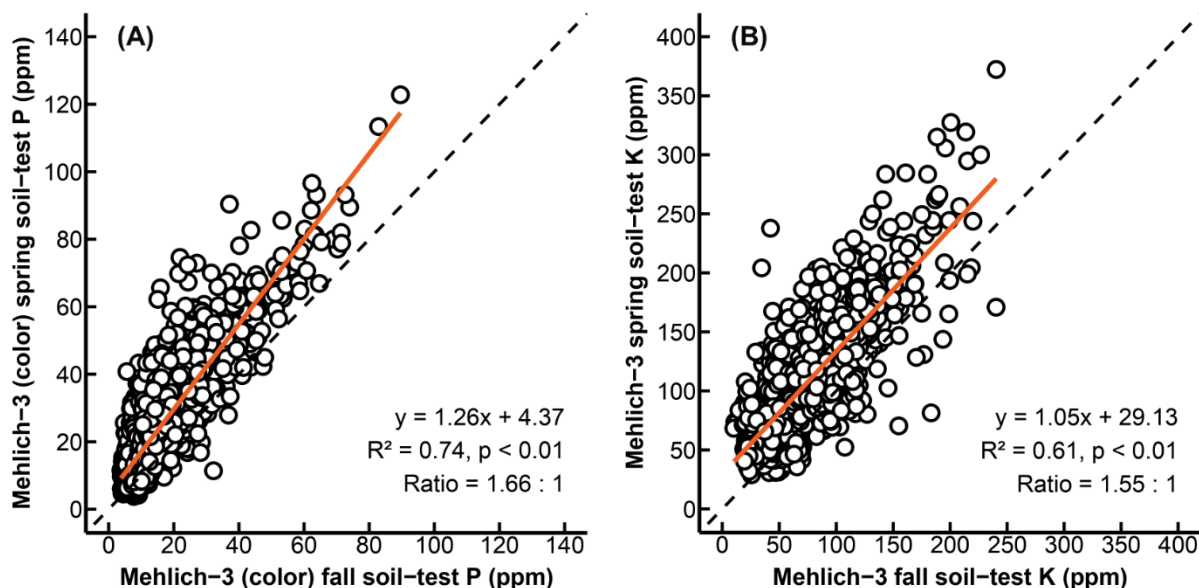 (A)
Mehlich−3 (color) spring soil−test P (ppm)
140
120
100
80
60
40
20
0
y = 1.26x + 4.37
R² = 0.74, p < 0.01
Ratio = 1.66 : 1
0 20 40 60 80 100 120 140
Mehlich−3 (color) fall soil−test P (ppm)
(B)
Mehlich−3 spring soil−test K (ppm)
400
350
300
250
200
150
100
50
0
y = 1.05x + 29.13
R² = 0.61, p < 0.01
Ratio = 1.55 : 1
0 50 100 150 200 250 300 350 400
Mehlich−3 fall soil−test K (ppm)